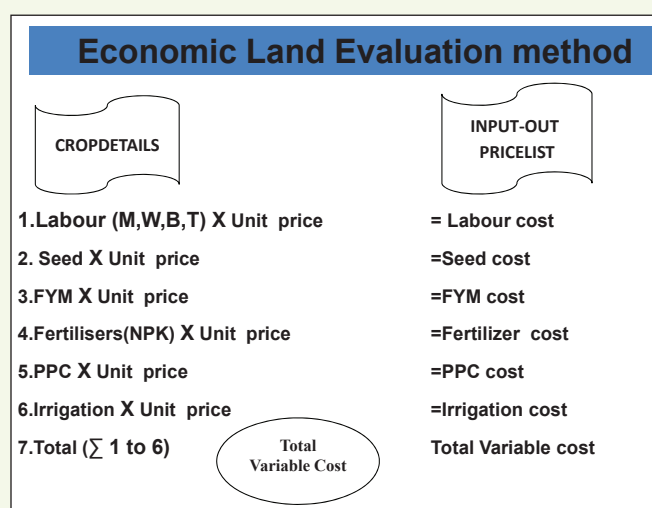 Economic Land Evaluation method
CROPDETAILS
INPUT-OUT
PRICELIST
1.Labour (M,W,B,T) X Unit price = Labour cost
2. Seed X Unit price =Seed cost
3.FYM X Unit price =FYM cost
4.Fertilisers(NPK) X Unit price =Fertilizer cost
5.PPC X Unit price =PPC cost
6.Irrigation X Unit price =Irrigation cost
7.Total (∑ 1 to 6) Total Variable cost
Total
Variable Cost